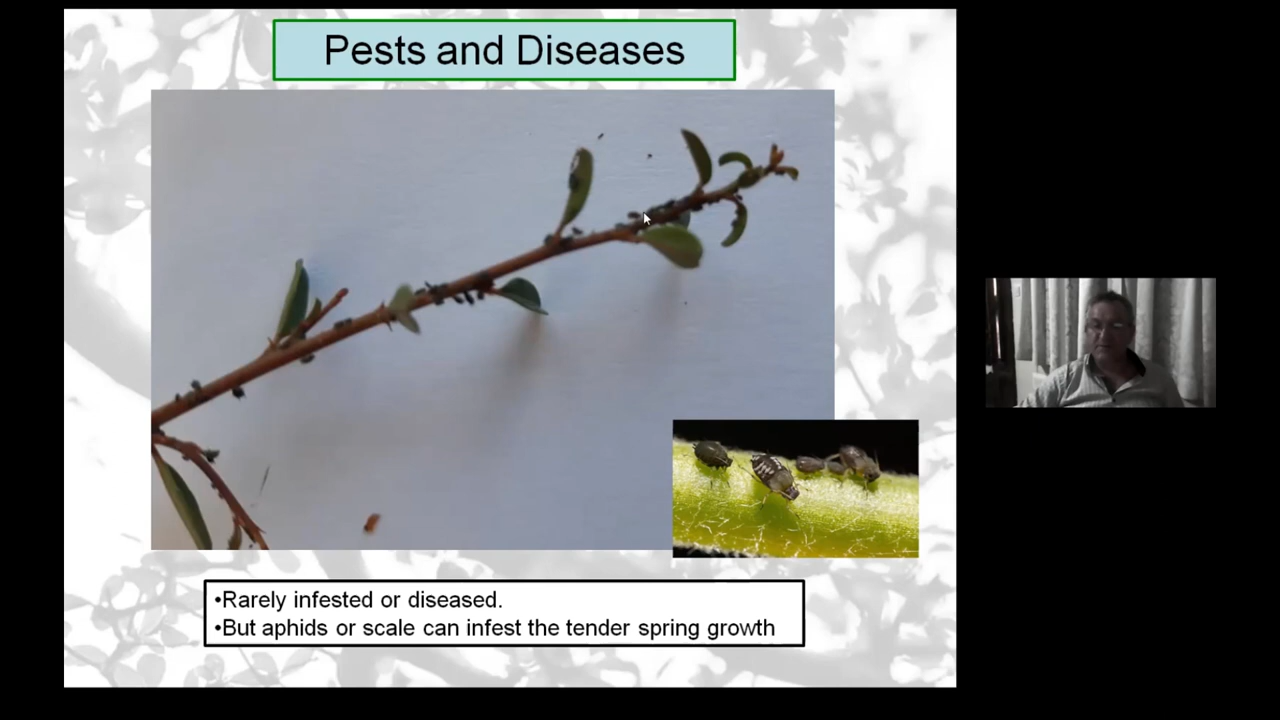 Pests and Diseases
•Rarely infested or diseased.
•But aphids or scale can infest the tender spring growth